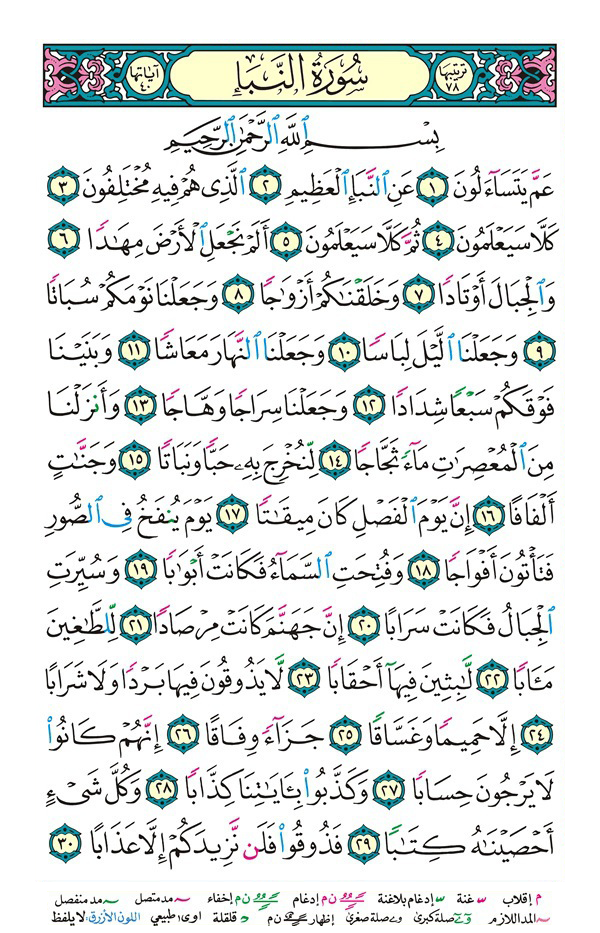 ترتيبها ٧٨ سُورَةُ النَّبَإِ آياتها ٤٠
بِسْمِ ٱللَّهِ ٱلرَّحْمَٰنِ ٱلرَّحِيمِ
عَمَّ يَتَسَآءَلُونَ ١ عَنِ ٱلنَّبَإِ ٱلْعَظِيمِ ٢ ٱلَّذِى هُمْ فِيهِ مُخْتَلِفُونَ ٣
كَلَّا سَيَعْلَمُونَ ٤ ثُمَّ كَلَّا سَيَعْلَمُونَ ٥ أَلَمْ نَجْعَلِ ٱلْأَرْضَ مِهَٰدًا ٦
وَٱلْجِبَالَ أَوْتَادًا ٧ وَخَلَقْنَٰكُمْ أَزْوَٰجًا ٨ وَجَعَلْنَا نَوْمَكُمْ سُبَاتًا
٩ وَجَعَلْنَا ٱلَّيْلَ لِبَاسًا ١٠ وَجَعَلْنَا ٱلنَّهَارَ مَعَاشًا ١١ وَبَنَيْنَا
فَوْقَكُمْ سَبْعًا شِدَادًا ١٢ وَجَعَلْنَا سِرَاجًا وَهَّاجًا ١٣ وَأَنزَلْنَا
مِنَ ٱلْمُعْصِرَٰتِ مَآءً ثَجَّاجًا ١٤ لِّنُخْرِجَ بِهِۦ حَبًّا وَنَبَاتًا ١٥ وَجَنَّٰتٍ
أَلْفَافًا ١٦ إِنَّ يَوْمَ ٱلْفَصْلِ كَانَ مِيقَٰتًا ١٧ يَوْمَ يُنفَخُ فِى ٱلصُّورِ
فَتَأْتُونَ أَفْوَاجًا ١٨ وَفُتِحَتِ ٱلسَّمَآءُ فَكَانَتْ أَبْوَٰبًا ١٩ وَسُيِّرَتِ
ٱلْجِبَالُ فَكَانَتْ سَرَابًا ٢٠ إِنَّ جَهَنَّمَ كَانَتْ مِرْصَادًا ٢١ لِّلطَّٰغِينَ
مَـَٔابًا ٢٢ لَّٰبِثِينَ فِيهَآ أَحْقَابًا ٢٣ لَّا يَذُوقُونَ فِيهَا بَرْدًا وَلَا شَرَابًا
٢٤ إِلَّا حَمِيمًا وَغَسَّاقًا ٢٥ جَزَآءً وِفَاقًا ٢٦ إِنَّهُمْ كَانُوا۟
لَا يَرْجُونَ حِسَابًا ٢٧ وَكَذَّبُوا۟ بِـَٔايَٰتِنَا كِذَّابًا ٢٨ وَكُلَّ شَىْءٍ
أَحْصَيْنَٰهُ كِتَٰبًا ٢٩ فَذُوقُوا۟ فَلَن نَّزِيدَكُمْ إِلَّا عَذَابًا ٣٠
م إقلاب غنة إدغام بلاغنة ن م إدغام ن م إخفاء مد متصل مد منفصل
المد اللازم صلة كبرى صلة صغرى إظهار ن م قلقلة طبيعي اللون الأزرق: لا يلفظ